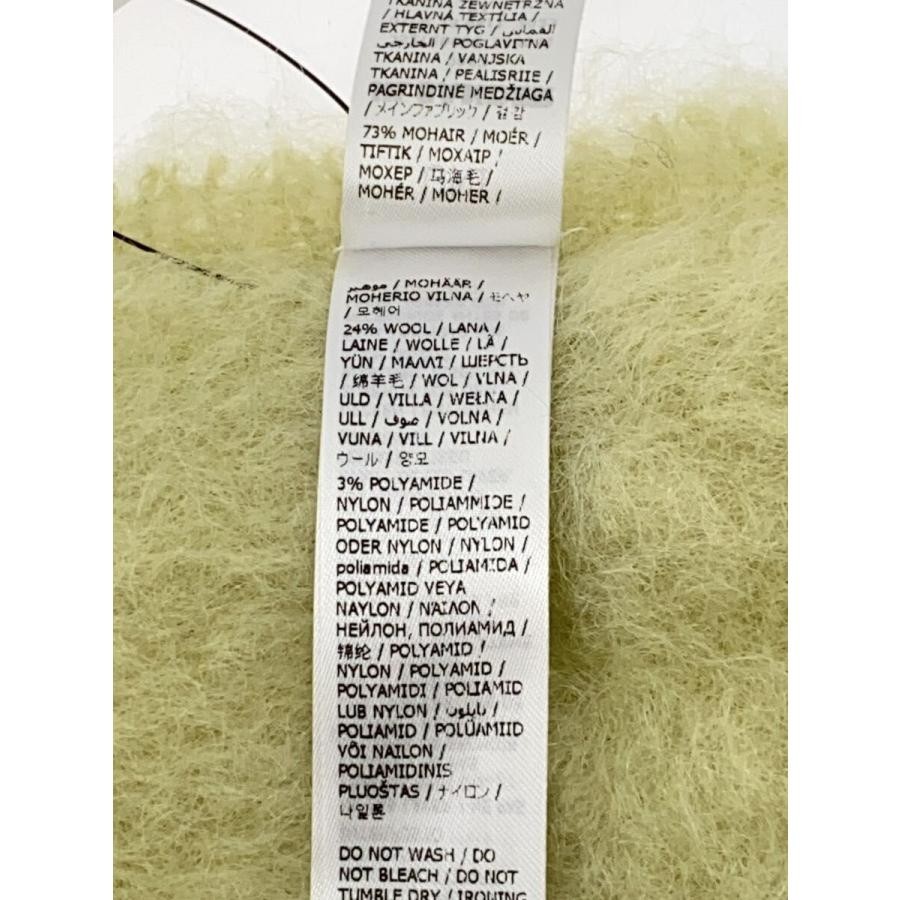 TKANINA ZEWNĘTRZNA
/ HLAVNÁ TEXTÍLIA /
EXTERNT TYG / القماش
الخارجي / POGLAVITNA
TKANINA / VANJSKA
TKANINA / PEALISRIIE /
PAGRINDINĖ MEDŽIAGA
/ メインファブリック / 겉감
73% MOHAIR / MOÉR /
TIFTIK / ΜΟΧΑΙΡ /
МОХЕР / 马海毛 /
MOHÉR / MOHER /
موهير / MOHÄÄR /
MOHERIO VILNA / モヘヤ
/ 모헤어
24% WOOL / LANA /
LAINE / WOLLE / LÃ /
YÜN / ΜΑΛΛΙ / ШЕРСТЬ
/ 绵羊毛 / WOL / VLNA /
ULD / VILLA / WEŁNA /
ULL / صوف / VOLNA /
VUNA / VILL / VILNA /
ウール / 양모
3% POLYAMIDE /
NYLON / POLIAMMIDE /
POLYAMIDE / POLYAMID
ODER NYLON / NYLON /
poliamida / POLIAMIDA /
POLYAMID VEYA
NAYLON / ΝΑΪΛΟΝ /
НЕЙЛОН, ПОЛИАМИД /
锦纶 / POLYAMID /
NYLON / POLYAMID /
POLYAMIDI / POLIAMID
LUB NYLON / نايلون /
POLIAMID / POLÜAMIID
VÕI NAILON /
POLIAMIDINIS
PLUOŠTAS / ナイロン /
나일론
DO NOT WASH / DO
NOT BLEACH / DO NOT
TUMBLE DRY / IRONING